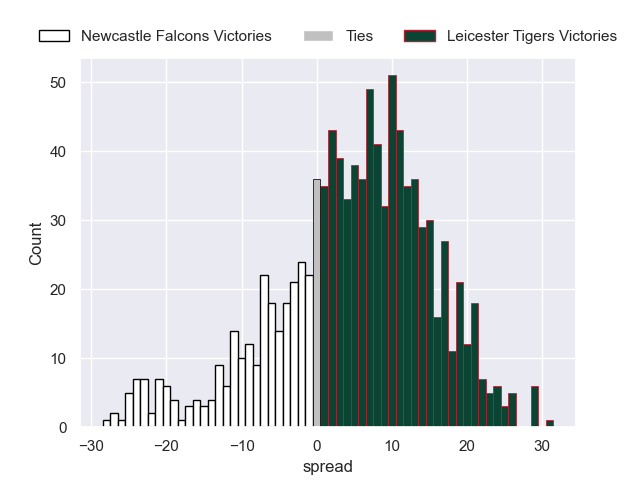 Newcastle Falcons Victories Ties Leicester Tigers Victories
50
40
30
20
10
0
Count
−30 −20 −10 0 10 20 30
spread